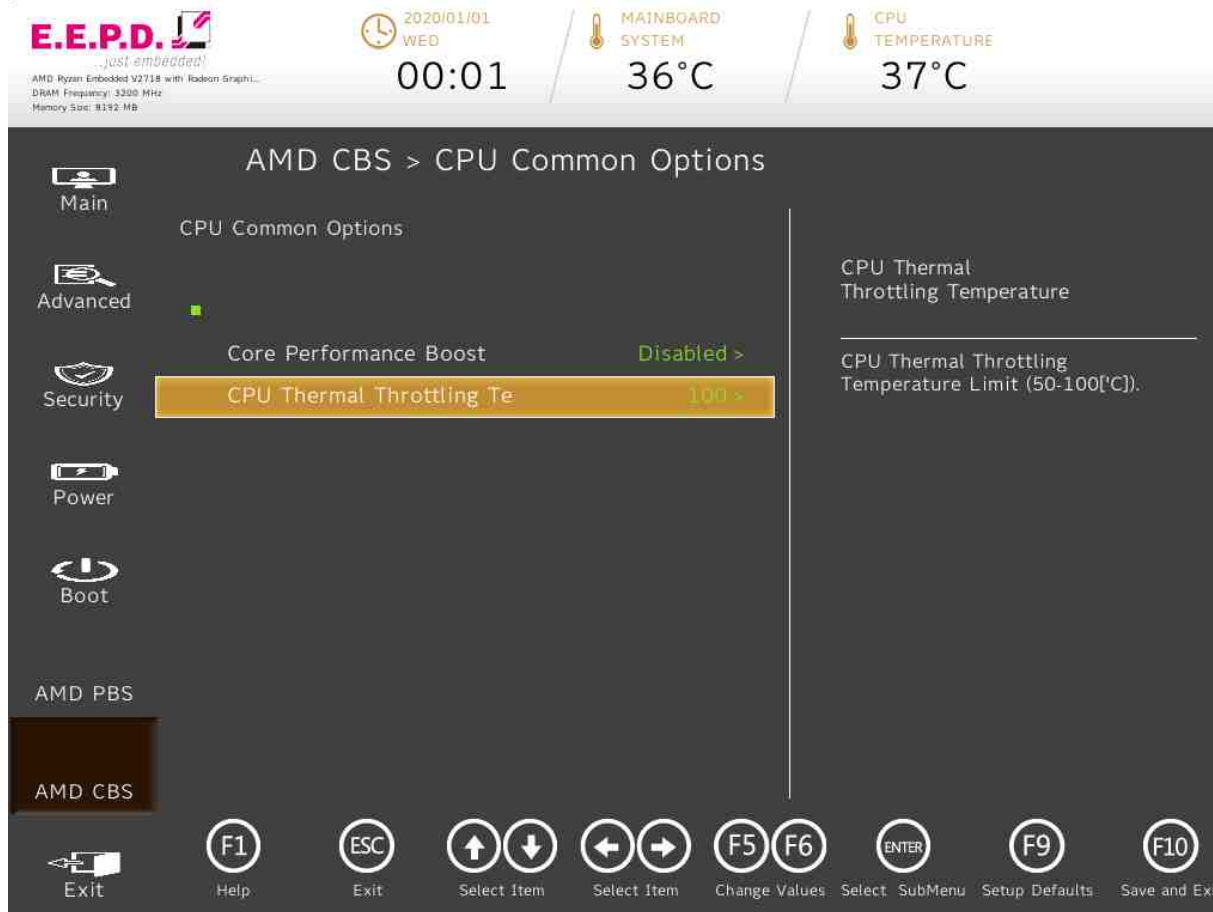 E.E.P.D.
...just embedded!
AMD Ryzen Embedded V2718 with Radeon Graphi...
DRAM Frequency: 3200 MHz
Memory Size: 8192 MB
2020/01/01
WED
00:01
MAINBOARD
SYSTEM
36°C
CPU
TEMPERATURE
37°C
AMD CBS > CPU Common Options
Main
Advanced
Security
Power
Boot
AMD PBS
AMD CBS
Exit
CPU Common Options
Core Performance Boost Disabled >
CPU Thermal Throttling Te 100 >
CPU Thermal
Throttling Temperature
CPU Thermal Throttling
Temperature Limit (50-100['C]).
F1 Help
ESC Exit
Select Item
Select Item
F5 F6 Change Values
ENTER Select SubMenu
F9 Setup Defaults
F10 Save and Ex